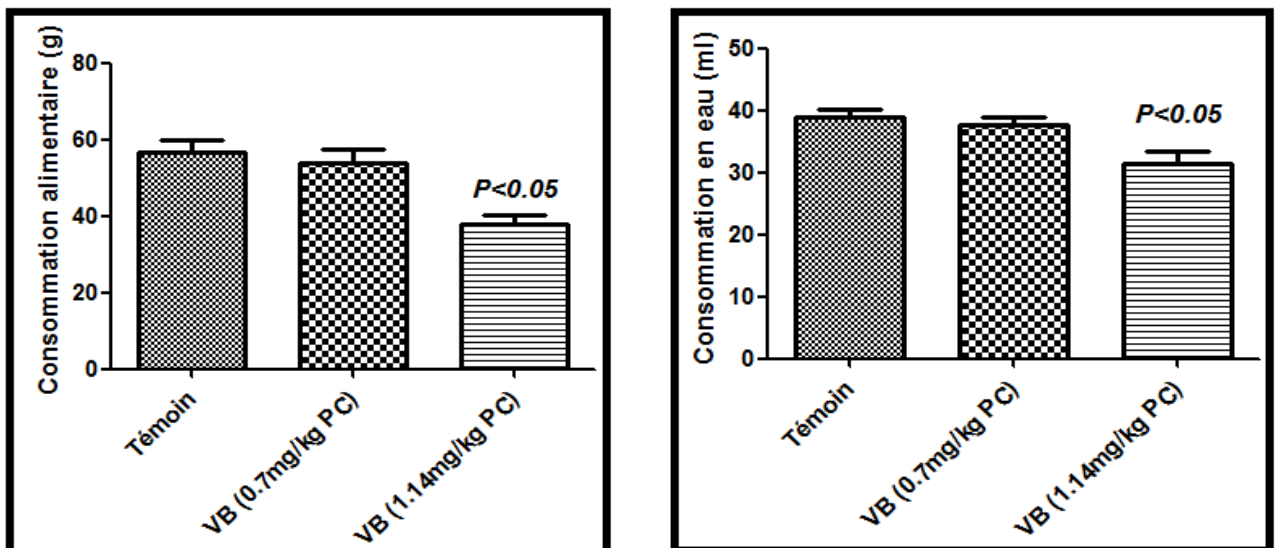 Consommation alimentaire (g)
80
60
40
20
0
P<0.05
Témoin
VB (0.7mg/kg PC)
VB (1.14mg/kg PC)
Consommation en eau (ml)
50
40
30
20
10
0
P<0.05
Témoin
VB (0.7mg/kg PC)
VB (1.14mg/kg PC)